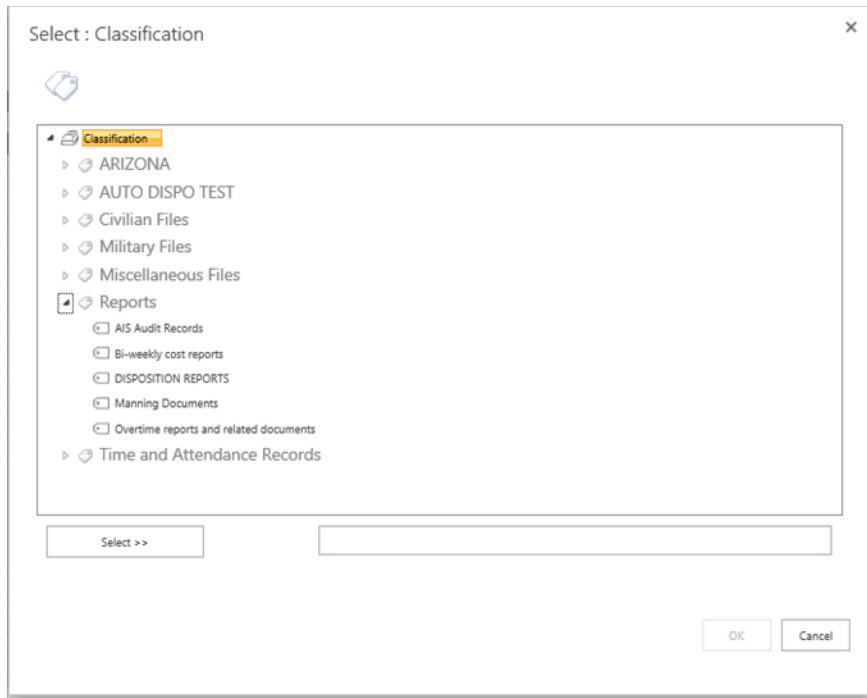 Select : Classification
Classification
ARIZONA
AUTO DISPO TEST
Civilian Files
Military Files
Miscellaneous Files
Reports
AIS Audit Records
Bi-weekly cost reports
DISPOSITION REPORTS
Manning Documents
Overtime reports and related documents
Time and Attendance Records
Select >>
OK
Cancel